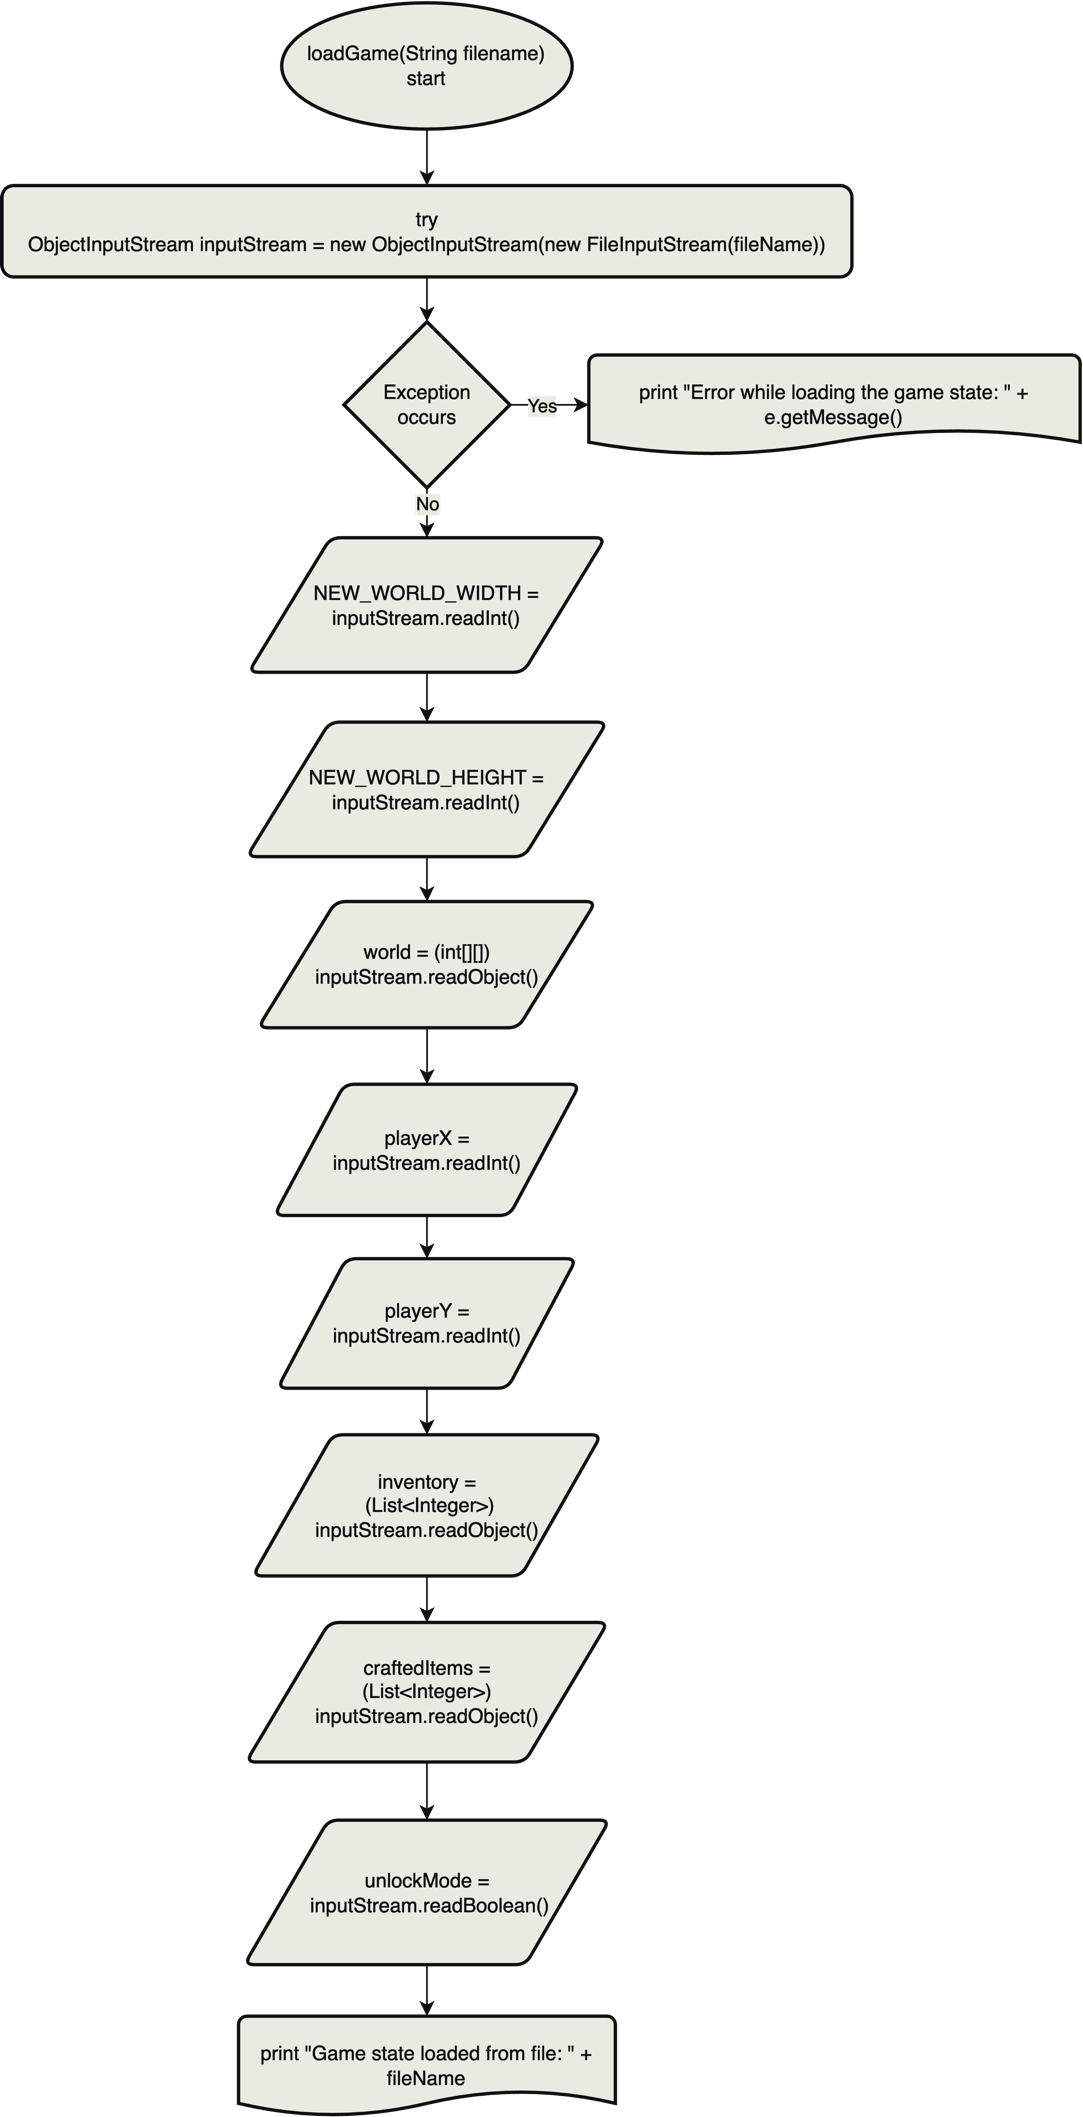 loadGame(String filename)
start
try
ObjectInputStream inputStream = new ObjectInputStream(new FileInputStream(fileName))
Exception
occurs
Yes
print "Error while loading the game state: " +
e.getMessage()
No
NEW_WORLD_WIDTH =
inputStream.readInt()
NEW_WORLD_HEIGHT =
inputStream.readInt()
world = (int[][])
inputStream.readObject()
playerX =
inputStream.readInt()
playerY =
inputStream.readInt()
inventory =
(List<Integer>)
inputStream.readObject()
craftedItems =
(List<Integer>)
inputStream.readObject()
unlockMode =
inputStream.readBoolean()
print "Game state loaded from file: " +
fileName